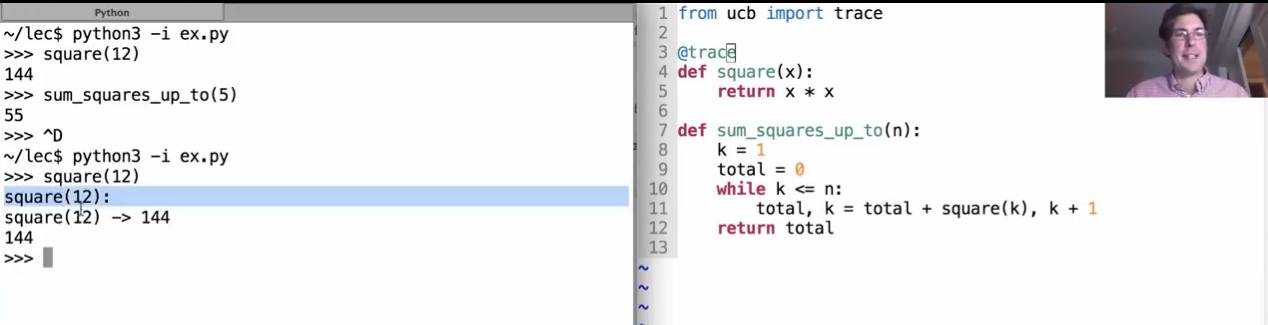 Python
~/lec$ python3 -i ex.py
>>> square(12)
144
>>> sum_squares_up_to(5)
55
>>> ^D
~/lec$ python3 -i ex.py
>>> square(12)
square(12):
square(12) -> 144
144
>>>
1 from ucb import trace
2
3 @trace
4 def square(x):
5     return x * x
6
7 def sum_squares_up_to(n):
8     k = 1
9     total = 0
10     while k <= n:
11         total, k = total + square(k), k + 1
12     return total
13
~
~
~
~